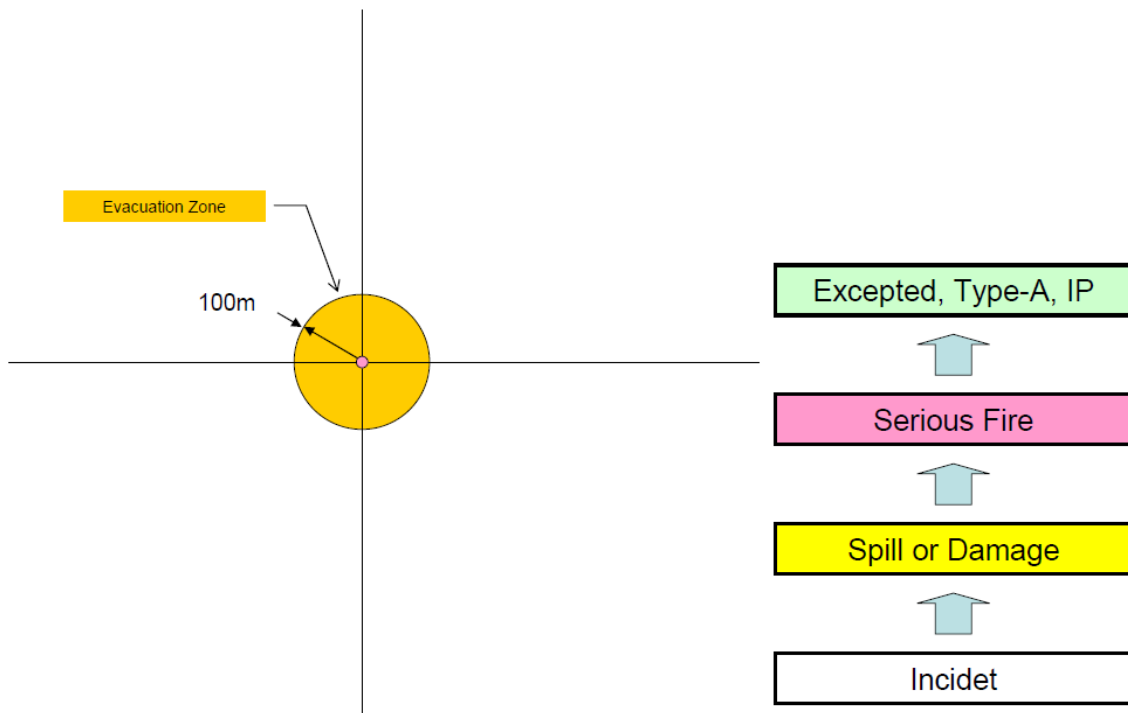 Evacuation Zone
100m
Excepted, Type-A, IP
Serious Fire
Spill or Damage
Incidet